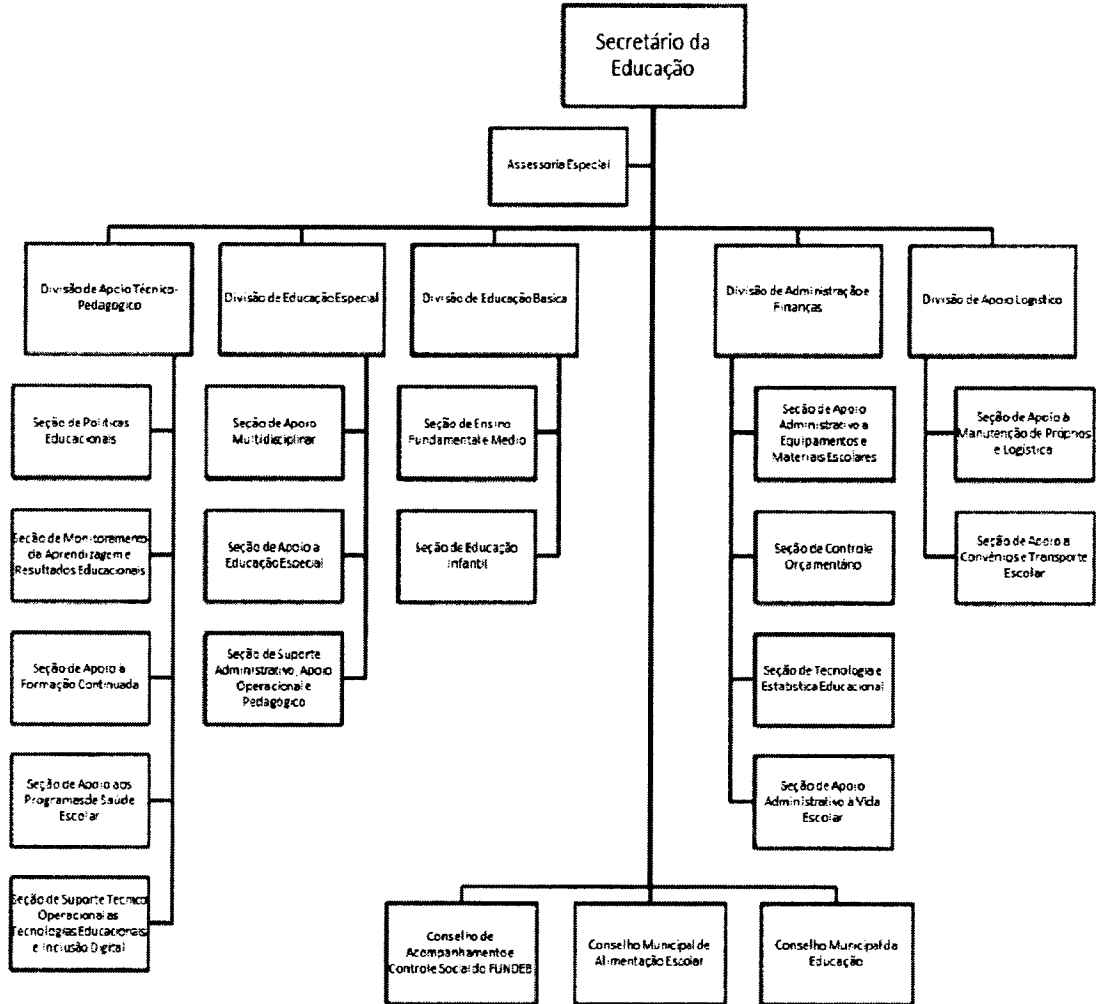 Secretário da
Educação
Assessoria Especial
Divisão de Apoio Técnico-
Pedagógico
Divisão de Educação Especial
Divisão de Educação Basica
Divisão de Administração e
Finanças
Divisão de Apoio Logístico
Seção de Políticas
Educacionais
Seção de Monitoramento
da Aprendizagem e
Resultados Educacionais
Seção de Apoio à
Formação Continuada
Seção de Apoio aos
Programas de Saúde
Escolar
Seção de Suporte Tecnico
Operacional as
Tecnologias Educacionais
e Inclusão Digital
Seção de Apoio
Multidisciplinar
Seção de Apoio a
Educação Especial
Seção de Suporte
Administrativo, Apoio
Operacional e
Pedagógico
Seção de Ensino
Fundamental e Medio
Seção de Educação
Infantil
Seção de Apoio
Administrativo a
Equipamentos e
Materiais Escolares
Seção de Controle
Orçamentário
Seção de Tecnologia e
Estatística Educacional
Seção de Apoio
Administrativo à Vida
Escolar
Seção de Apoio à
Manutenção de Próprios
e Logística
Seção de Apoio a
Convênios e Transporte
Escolar
Conselho de
Acompanhamento e
Controle Social do FUNDEB
Conselho Municipal de
Alimentação Escolar
Conselho Municipal da
Educação